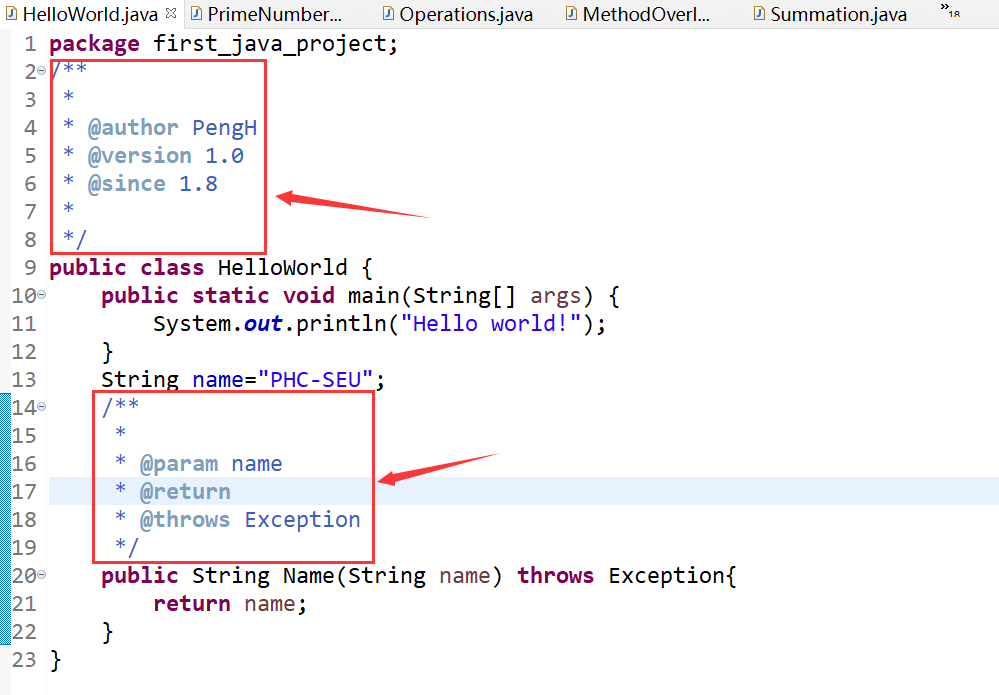 HelloWorld.java PrimeNumber... Operations.java MethodOverl... Summation.java »18
1 package first_java_project;
2 /**
3  *
4  * @author PengH
5  * @version 1.0
6  * @since 1.8
7  *
8  */
9 public class HelloWorld {
10     public static void main(String[] args) {
11         System.out.println("Hello world!");
12     }
13     String name="PHC-SEU";
14     /**
15      *
16      * @param name
17      * @return
18      * @throws Exception
19      */
20     public String Name(String name) throws Exception{
21         return name;
22     }
23 }